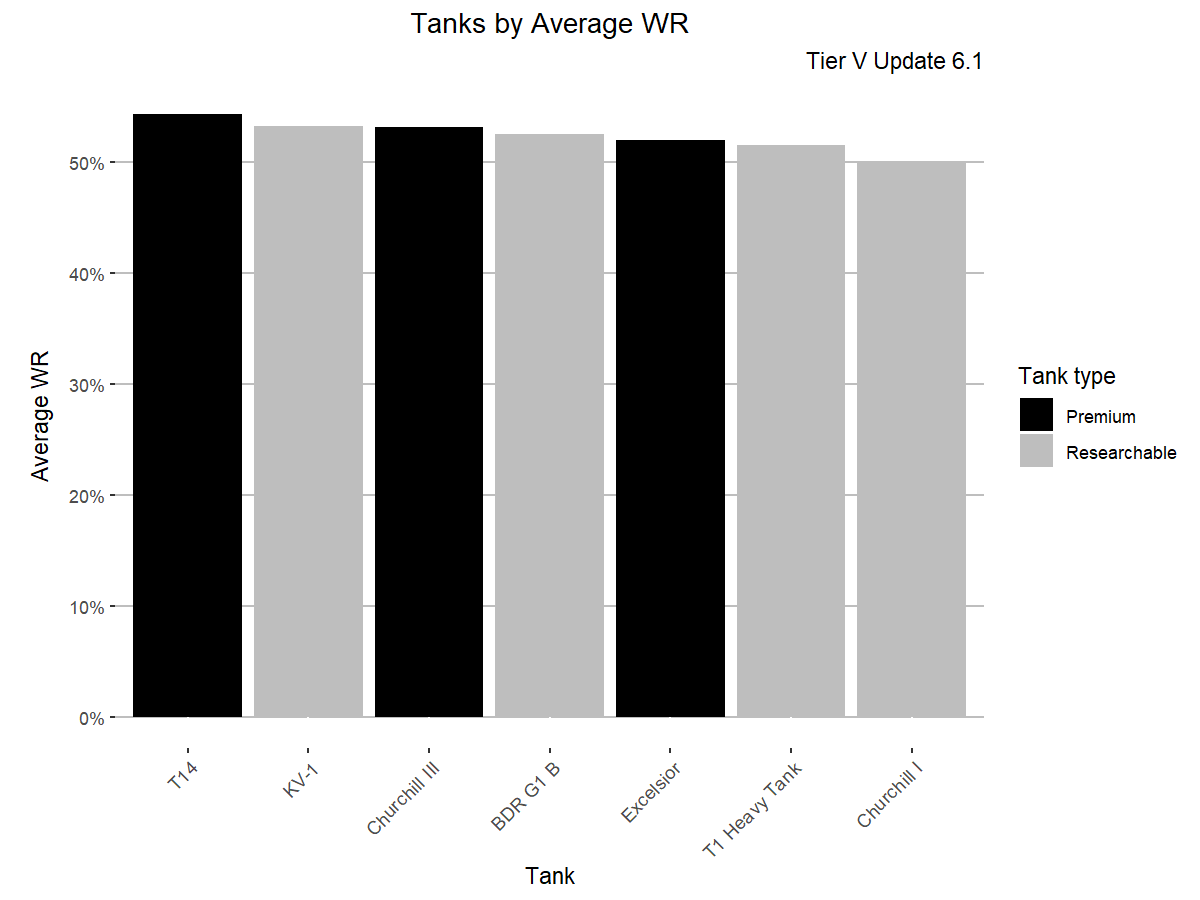 Tanks by Average WR
Tier V Update 6.1
Average WR
50%
40%
30%
20%
10%
0%
T14
KV-1
Churchill III
BDR G1 B
Excelsior
T1 Heavy Tank
Churchill I
Tank
Tank type
Premium
Researchable